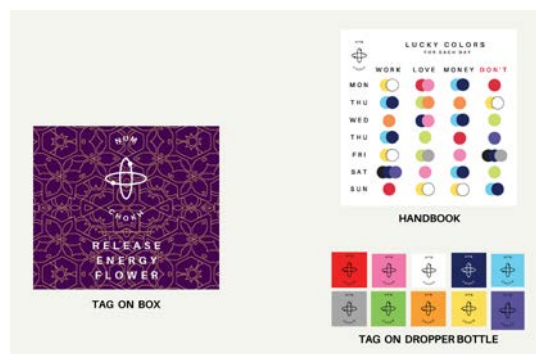 NUM
CHOKK
RELEASE
ENERGY
FLOWER
TAG ON BOX
LUCKY COLORS
FOR EACH DAY
WORK LOVE MONEY DON'T
MON
THU
WED
THU
FRI
SAT
SUN
HANDBOOK
TAG ON DROPPER BOTTLE